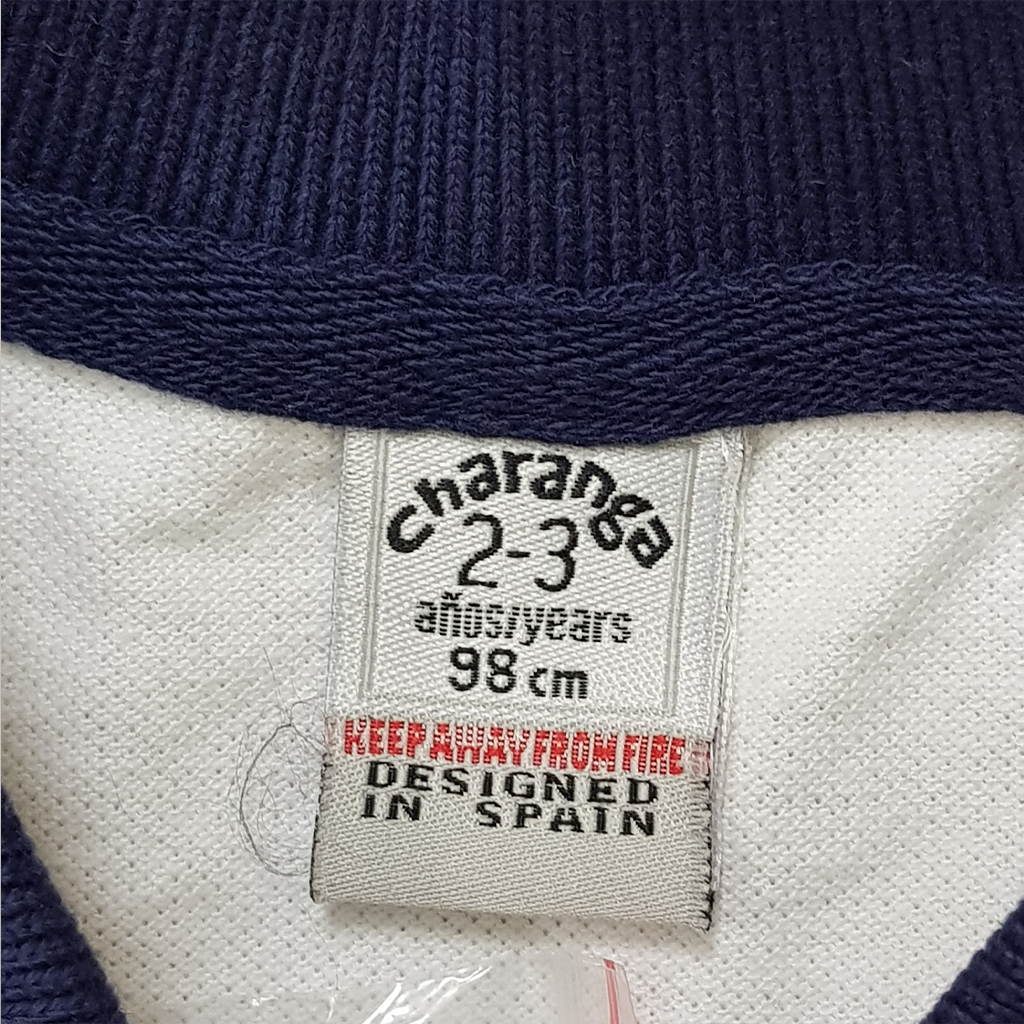 charanga
2-3
años/years
98 cm
KEEP AWAY FROM FIRE
DESIGNED
IN SPAIN